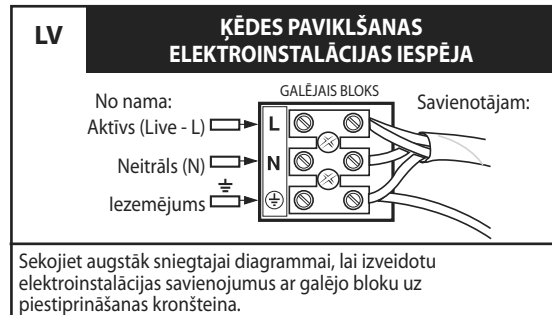 LV
ĶĒDES PAVIKLŠANAS
ELEKTROINSTALĀCIJAS IESPĒJA
GALĒJAIS BLOKS
No nama:
Savienotājam:
Aktīvs (Live - L)
L
Neitrāls (N)
N
Iezemējums
Sekojiet augstāk sniegtajai diagrammai, lai izveidotu
elektroinstalācijas savienojumus ar galējo bloku uz
piestiprināšanas kronšteina.